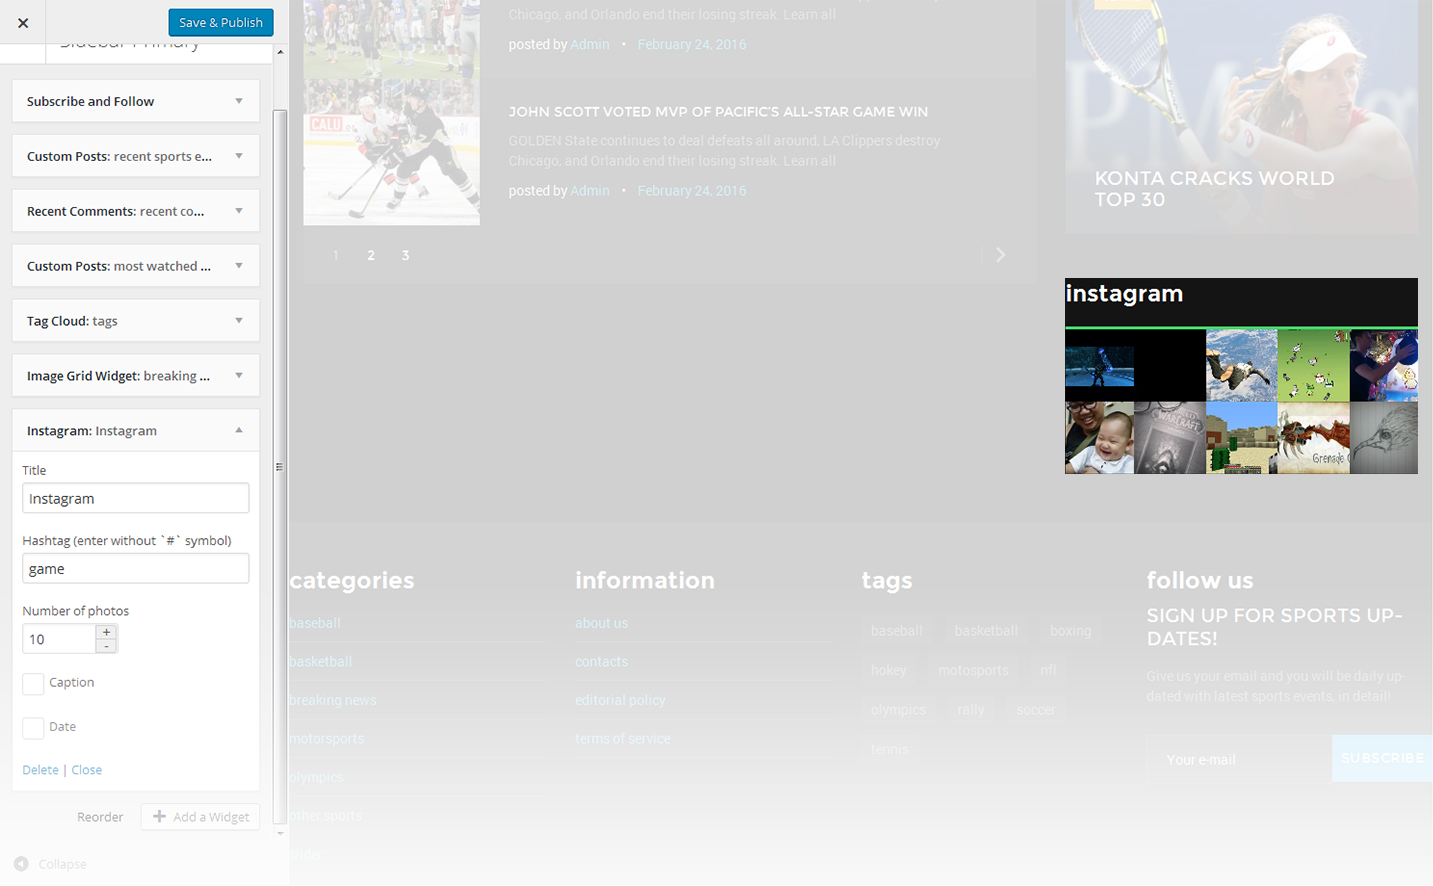 Save & Publish
Sidebar Primary
Subscribe and Follow
Custom Posts: recent sports e...
Recent Comments: recent co...
Custom Posts: most watched ...
Tag Cloud: tags
Image Grid Widget: breaking ...
Instagram: Instagram
Title
Instagram
Hashtag (enter without `#` symbol)
game
Number of photos
10
+
-
Caption
Date
Delete | Close
Reorder
Add a Widget
Collapse
Chicago, and Orlando end their losing streak. Learn all
posted by Admin • February 24, 2016
CALU
JOHN SCOTT VOTED MVP OF PACIFIC'S ALL-STAR GAME WIN
GOLDEN State continues to deal defeats all around, LA Clippers destroy
Chicago, and Orlando end their losing streak. Learn all
posted by Admin • February 24, 2016
1 2 3
KONTA CRACKS WORLD
TOP 30
instagram
WARCRAFT
Grenade
categories
baseball
basketball
breaking news
motorsports
olympics
other sports
information
about us
contacts
editorial policy
terms of service
tags
baseball basketball boxing
hokey motosports nfl
olympics rally soccer
tennis
follow us
SIGN UP FOR SPORTS UP-
DATES!
Give us your email and you will be daily up-
dated with latest sports events, in detail!
Your e-mail
SUBSCRIBE